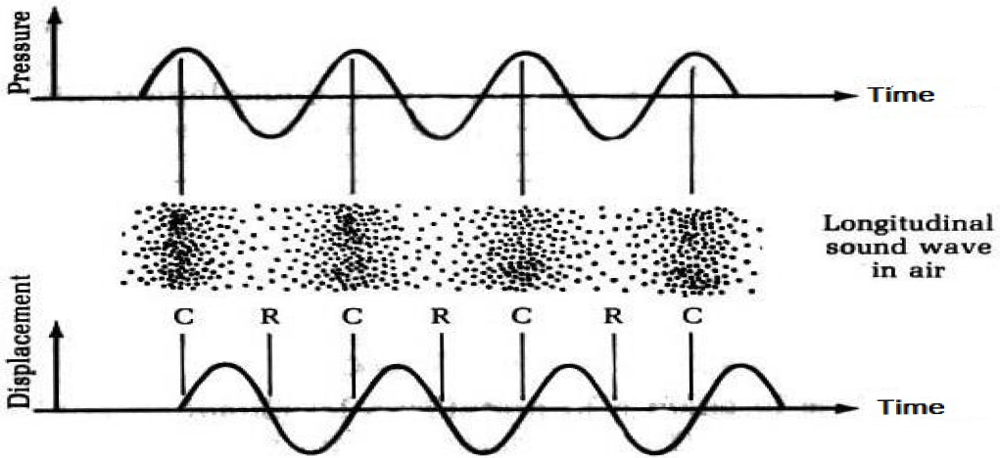 Pressure
Time
Longitudinal
sound wave
in air
C R C R C R C
Displacement
Time